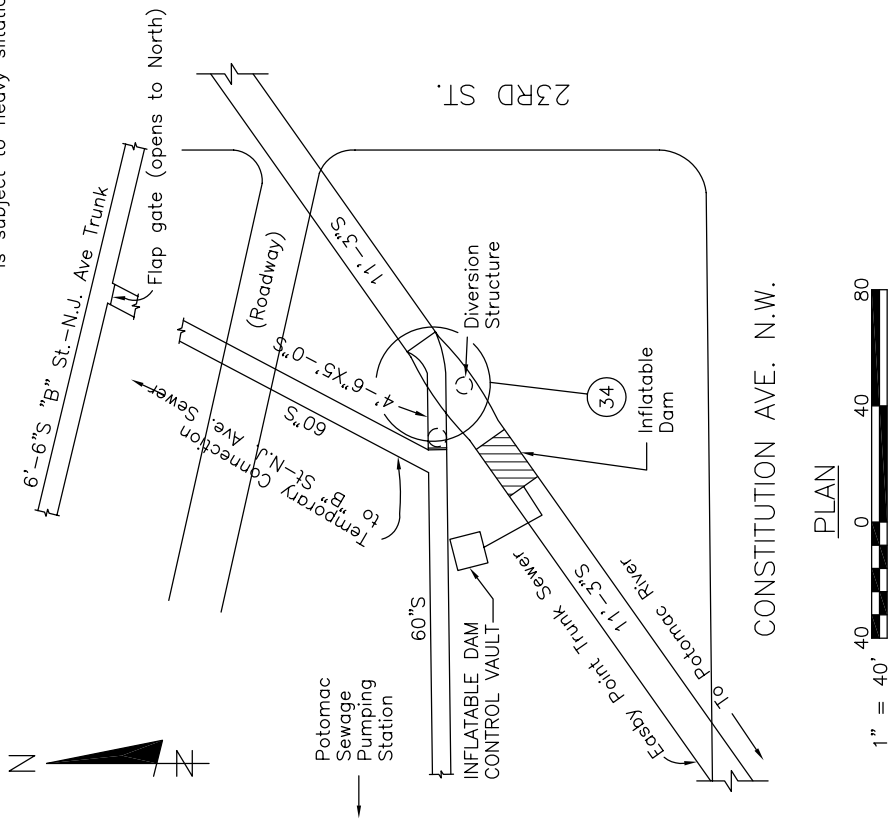 is subject to heavy siltation
6'-6"S "B" St.-N.J. Ave Trunk
Flap gate (opens to North)
23RD ST.
(Roadway)
11'-3"S
4'-6"X5'-0"S
60"S
Temporary Connection
to "B" St-N.J. Ave. Sewer
Diversion
Structure
34
Inflatable
Dam
N
N
Potomac
Sewage
Pumping
Station
60"S
INFLATABLE DAM
CONTROL VAULT
Easby Point Trunk Sewer
11'-3"S
To Potomac River
CONSTITUTION AVE. N.W.
PLAN
1" = 40'
40
0
40
80